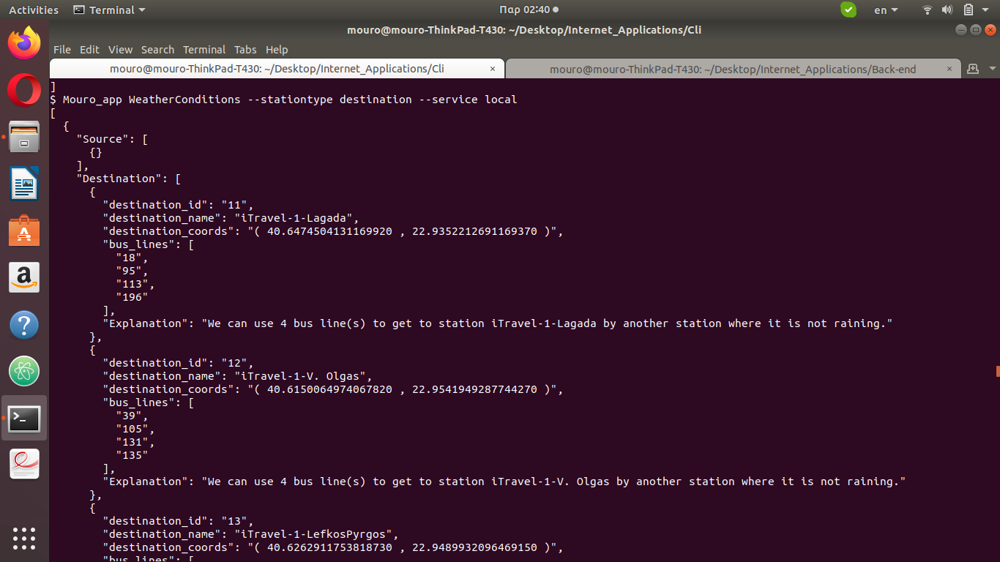 Activities Terminal Παρ 02:40 en
mouro@mouro-ThinkPad-T430: ~/Desktop/Internet_Applications/Cli
File Edit View Search Terminal Tabs Help
mouro@mouro-ThinkPad-T430: ~/Desktop/Internet_Applications/Cli × mouro@mouro-ThinkPad-T430: ~/Desktop/Internet_Applications/Back-end ×
]
$ Mouro_app WeatherConditions --stationtype destination --service local
[
  {
    "Source": [
      {}
    ],
    "Destination": [
      {
        "destination_id": "11",
        "destination_name": "iTravel-1-Lagada",
        "destination_coords": "( 40.6474504131169920 , 22.9352212691169370 )",
        "bus_lines": [
          "18",
          "95",
          "113",
          "196"
        ],
        "Explanation": "We can use 4 bus line(s) to get to station iTravel-1-Lagada by another station where it is not raining."
      },
      {
        "destination_id": "12",
        "destination_name": "iTravel-1-V. Olgas",
        "destination_coords": "( 40.6150064974067820 , 22.9541949287744270 )",
        "bus_lines": [
          "39",
          "105",
          "131",
          "135"
        ],
        "Explanation": "We can use 4 bus line(s) to get to station iTravel-1-V. Olgas by another station where it is not raining."
      },
      {
        "destination_id": "13",
        "destination_name": "iTravel-1-LefkosPyrgos",
        "destination_coords": "( 40.6262911753818730 , 22.9489932096469150 )",
        "bus_lines": [